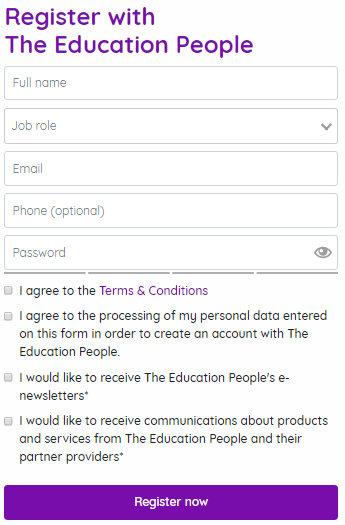 Register with
The Education People
Full name
Job role
Email
Phone (optional)
Password
I agree to the Terms & Conditions
I agree to the processing of my personal data entered
on this form in order to create an account with The
Education People.
I would like to receive The Education People's e-
newsletters*
I would like to receive communications about products
and services from The Education People and their
partner providers*
Register now